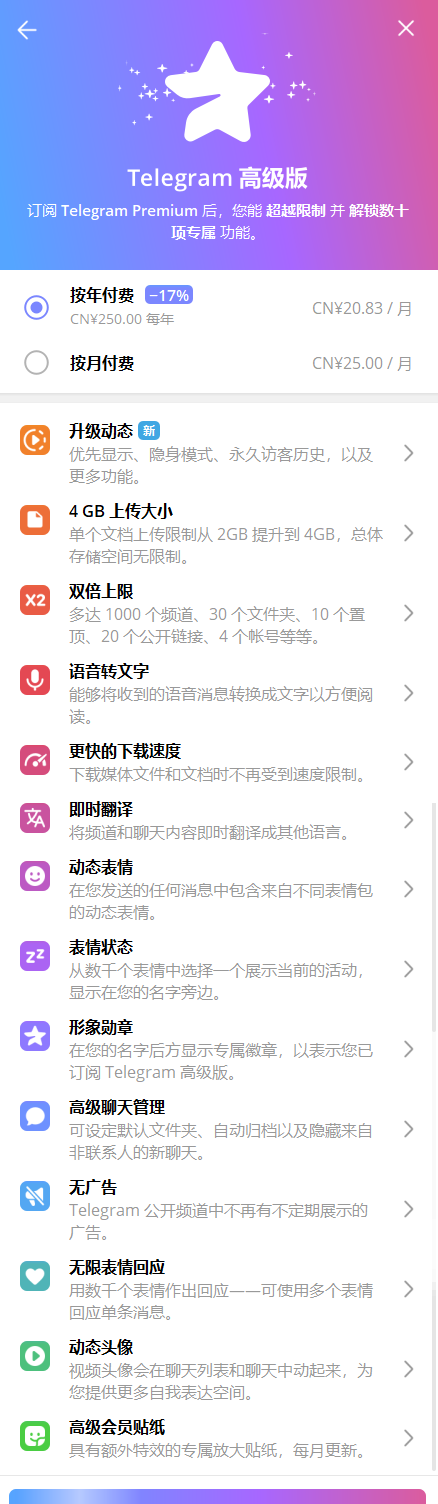 Telegram 高级版
订阅 Telegram Premium 后，您能 超越限制 并 解锁数十
项专属 功能。
按年付费 −17%
CN¥20.83 / 月
CN¥250.00 每年
按月付费
CN¥25.00 / 月
升级动态 新
优先显示、隐身模式、永久访客历史，以及
更多功能。
4 GB 上传大小
单个文档上传限制从 2GB 提升到 4GB，总体
存储空间无限制。
X2
双倍上限
多达 1000 个频道、30 个文件夹、10 个置
顶、20 个公开链接、4 个帐号等等。
语音转文字
能够将收到的语音消息转换成文字以方便阅
读。
更快的下载速度
下载媒体文件和文档时不再受到速度限制。
即时翻译
将频道和聊天内容即时翻译成其他语言。
动态表情
在您发送的任何消息中包含来自不同表情包
的动态表情。
zz
表情状态
从数千个表情中选择一个展示当前的活动，
显示在您的名字旁边。
形象勋章
在您的名字后方显示专属徽章，以表示您已
订阅 Telegram 高级版。
高级聊天管理
可设定默认文件夹、自动归档以及隐藏来自
非联系人的新聊天。
无广告
Telegram 公开频道中不再有不定期展示的
广告。
无限表情回应
用数千个表情作出回应——可使用多个表情
回应单条消息。
动态头像
视频头像会在聊天列表和聊天中动起来，为
您提供更多自我表达空间。
高级会员贴纸
具有额外特效的专属放大贴纸，每月更新。